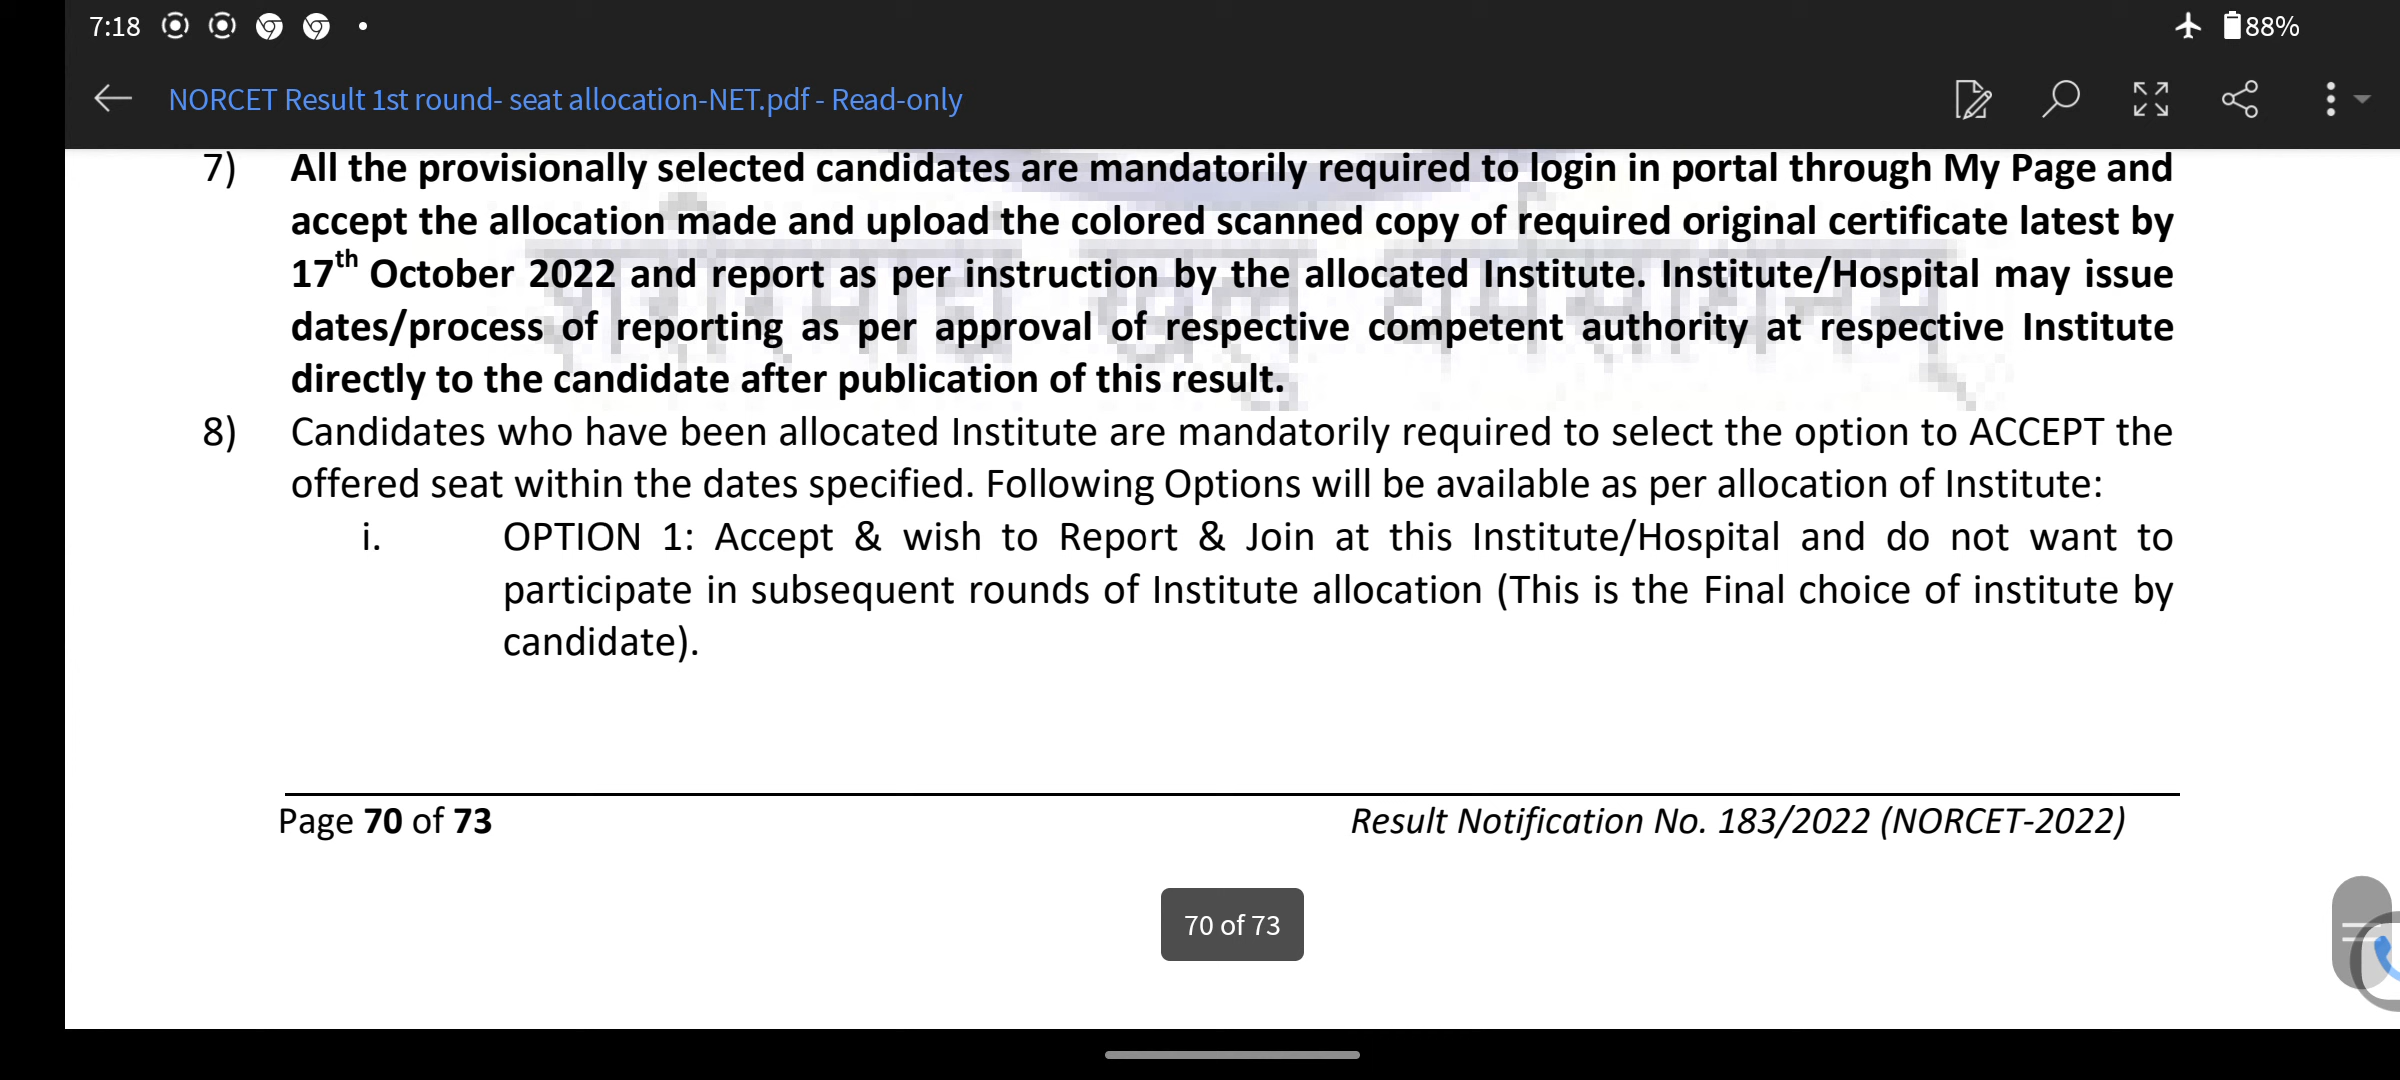 7:18
88%
NORCET Result 1st round- seat allocation-NET.pdf - Read-only
7) All the provisionally selected candidates are mandatorily required to login in portal through My Page and
accept the allocation made and upload the colored scanned copy of required original certificate latest by
17th October 2022 and report as per instruction by the allocated Institute. Institute/Hospital may issue
dates/process of reporting as per approval of respective competent authority at respective Institute
directly to the candidate after publication of this result.
8) Candidates who have been allocated Institute are mandatorily required to select the option to ACCEPT the
offered seat within the dates specified. Following Options will be available as per allocation of Institute:
i. OPTION 1: Accept & wish to Report & Join at this Institute/Hospital and do not want to
participate in subsequent rounds of Institute allocation (This is the Final choice of institute by
candidate).
Page 70 of 73
Result Notification No. 183/2022 (NORCET-2022)
70 of 73